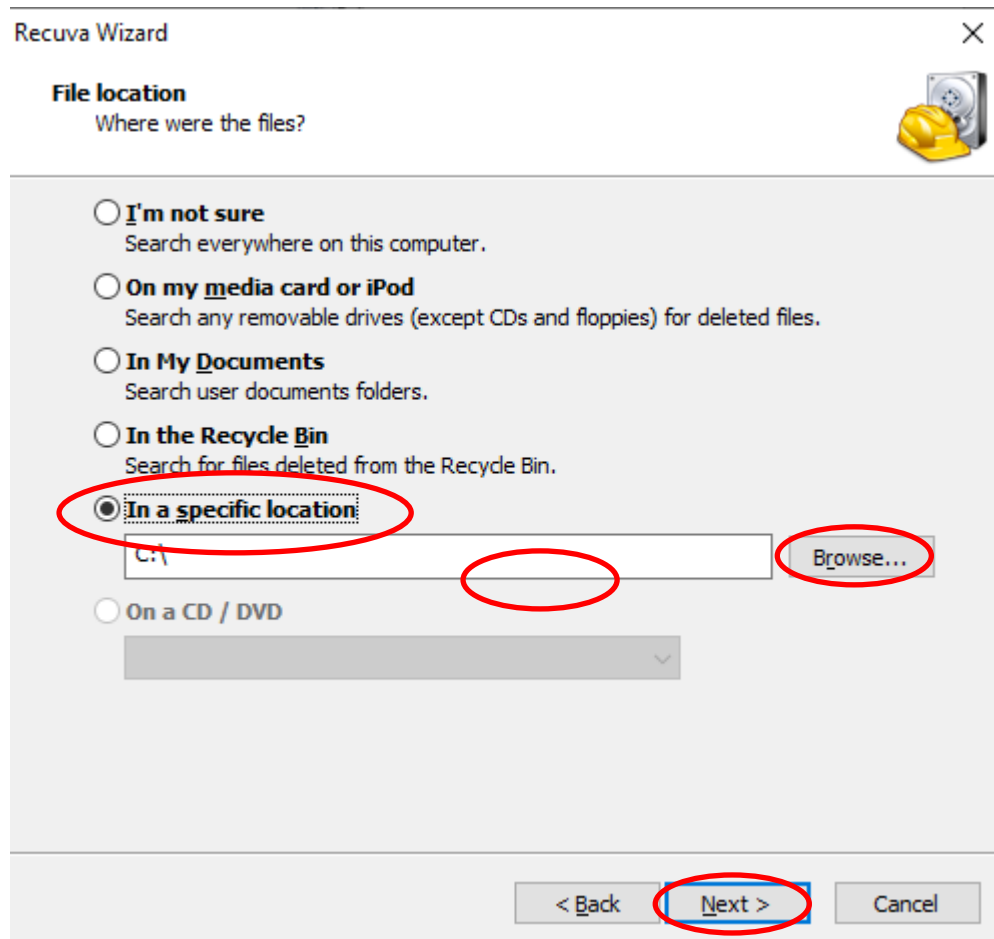 Recuva Wizard
File location
Where were the files?
I'm not sure
Search everywhere on this computer.
On my media card or iPod
Search any removable drives (except CDs and floppies) for deleted files.
In My Documents
Search user documents folders.
In the Recycle Bin
Search for files deleted from the Recycle Bin.
In a specific location
C:\
Browse...
On a CD / DVD
< Back Next > Cancel